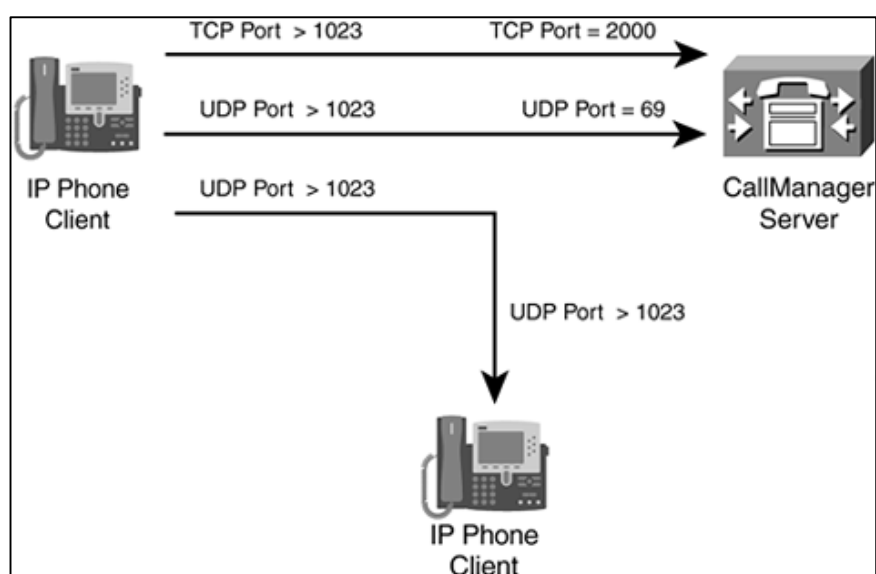 TCP Port > 1023 TCP Port = 2000
UDP Port > 1023 UDP Port = 69
IP Phone
Client
UDP Port > 1023
CallManager
Server
UDP Port > 1023
IP Phone
Client